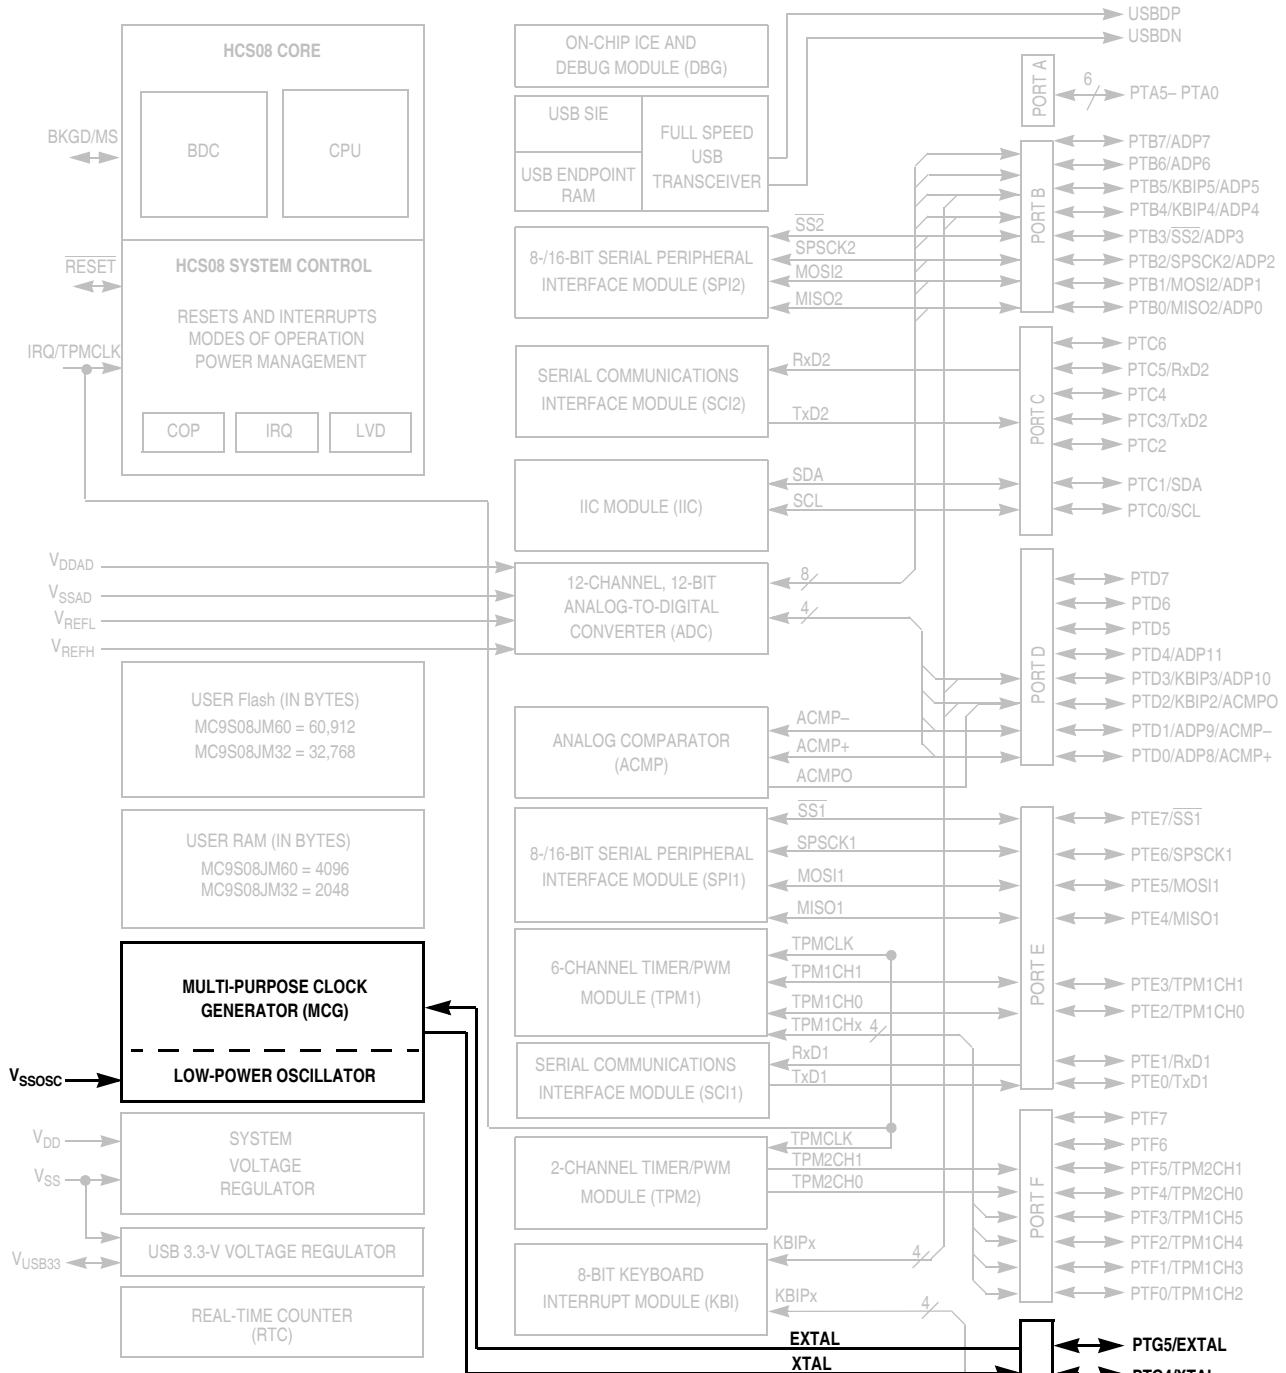 HCS08 CORE
BDC
CPU
BKGD/MS
RESET
HCS08 SYSTEM CONTROL
RESETS AND INTERRUPTS
MODES OF OPERATION
POWER MANAGEMENT
IRQ/TPMCLK
COP
IRQ
LVD
VDDAD
VSSAD
VREFL
VREFH
USER Flash (IN BYTES)
MC9S08JM60 = 60,912
MC9S08JM32 = 32,768
USER RAM (IN BYTES)
MC9S08JM60 = 4096
MC9S08JM32 = 2048
MULTI-PURPOSE CLOCK
GENERATOR (MCG)
LOW-POWER OSCILLATOR
VSSOSC
VDD
VSS
SYSTEM
VOLTAGE
REGULATOR
VUSB33
USB 3.3-V VOLTAGE REGULATOR
REAL-TIME COUNTER
(RTC)
ON-CHIP ICE AND
DEBUG MODULE (DBG)
USB SIE
USB ENDPOINT
RAM
FULL SPEED
USB
TRANSCEIVER
8-/16-BIT SERIAL PERIPHERAL
INTERFACE MODULE (SPI2)
SS2
SPSCK2
MOSI2
MISO2
SERIAL COMMUNICATIONS
INTERFACE MODULE (SCI2)
RxD2
TxD2
IIC MODULE (IIC)
SDA
SCL
12-CHANNEL, 12-BIT
ANALOG-TO-DIGITAL
CONVERTER (ADC)
8
4
ANALOG COMPARATOR
(ACMP)
ACMP–
ACMP+
ACMPO
8-/16-BIT SERIAL PERIPHERAL
INTERFACE MODULE (SPI1)
SS1
SPSCK1
MOSI1
MISO1
6-CHANNEL TIMER/PWM
MODULE (TPM1)
TPMCLK
TPM1CH1
TPM1CH0
TPM1CHx 4
SERIAL COMMUNICATIONS
INTERFACE MODULE (SCI1)
RxD1
TxD1
2-CHANNEL TIMER/PWM
MODULE (TPM2)
TPMCLK
TPM2CH1
TPM2CH0
8-BIT KEYBOARD
INTERRUPT MODULE (KBI)
KBIPx
4
KBIPx
4
EXTAL
XTAL
USBDP
USBDN
PORT A
6
PTA5– PTA0
PORT B
PTB7/ADP7
PTB6/ADP6
PTB5/KBIP5/ADP5
PTB4/KBIP4/ADP4
PTB3/SS2/ADP3
PTB2/SPSCK2/ADP2
PTB1/MOSI2/ADP1
PTB0/MISO2/ADP0
PORT C
PTC6
PTC5/RxD2
PTC4
PTC3/TxD2
PTC2
PTC1/SDA
PTC0/SCL
PORT D
PTD7
PTD6
PTD5
PTD4/ADP11
PTD3/KBIP3/ADP10
PTD2/KBIP2/ACMPO
PTD1/ADP9/ACMP–
PTD0/ADP8/ACMP+
PORT E
PTE7/SS1
PTE6/SPSCK1
PTE5/MOSI1
PTE4/MISO1
PTE3/TPM1CH1
PTE2/TPM1CH0
PTE1/RxD1
PTE0/TxD1
PORT F
PTF7
PTF6
PTF5/TPM2CH1
PTF4/TPM2CH0
PTF3/TPM1CH5
PTF2/TPM1CH4
PTF1/TPM1CH3
PTF0/TPM1CH2
PTG5/EXTAL